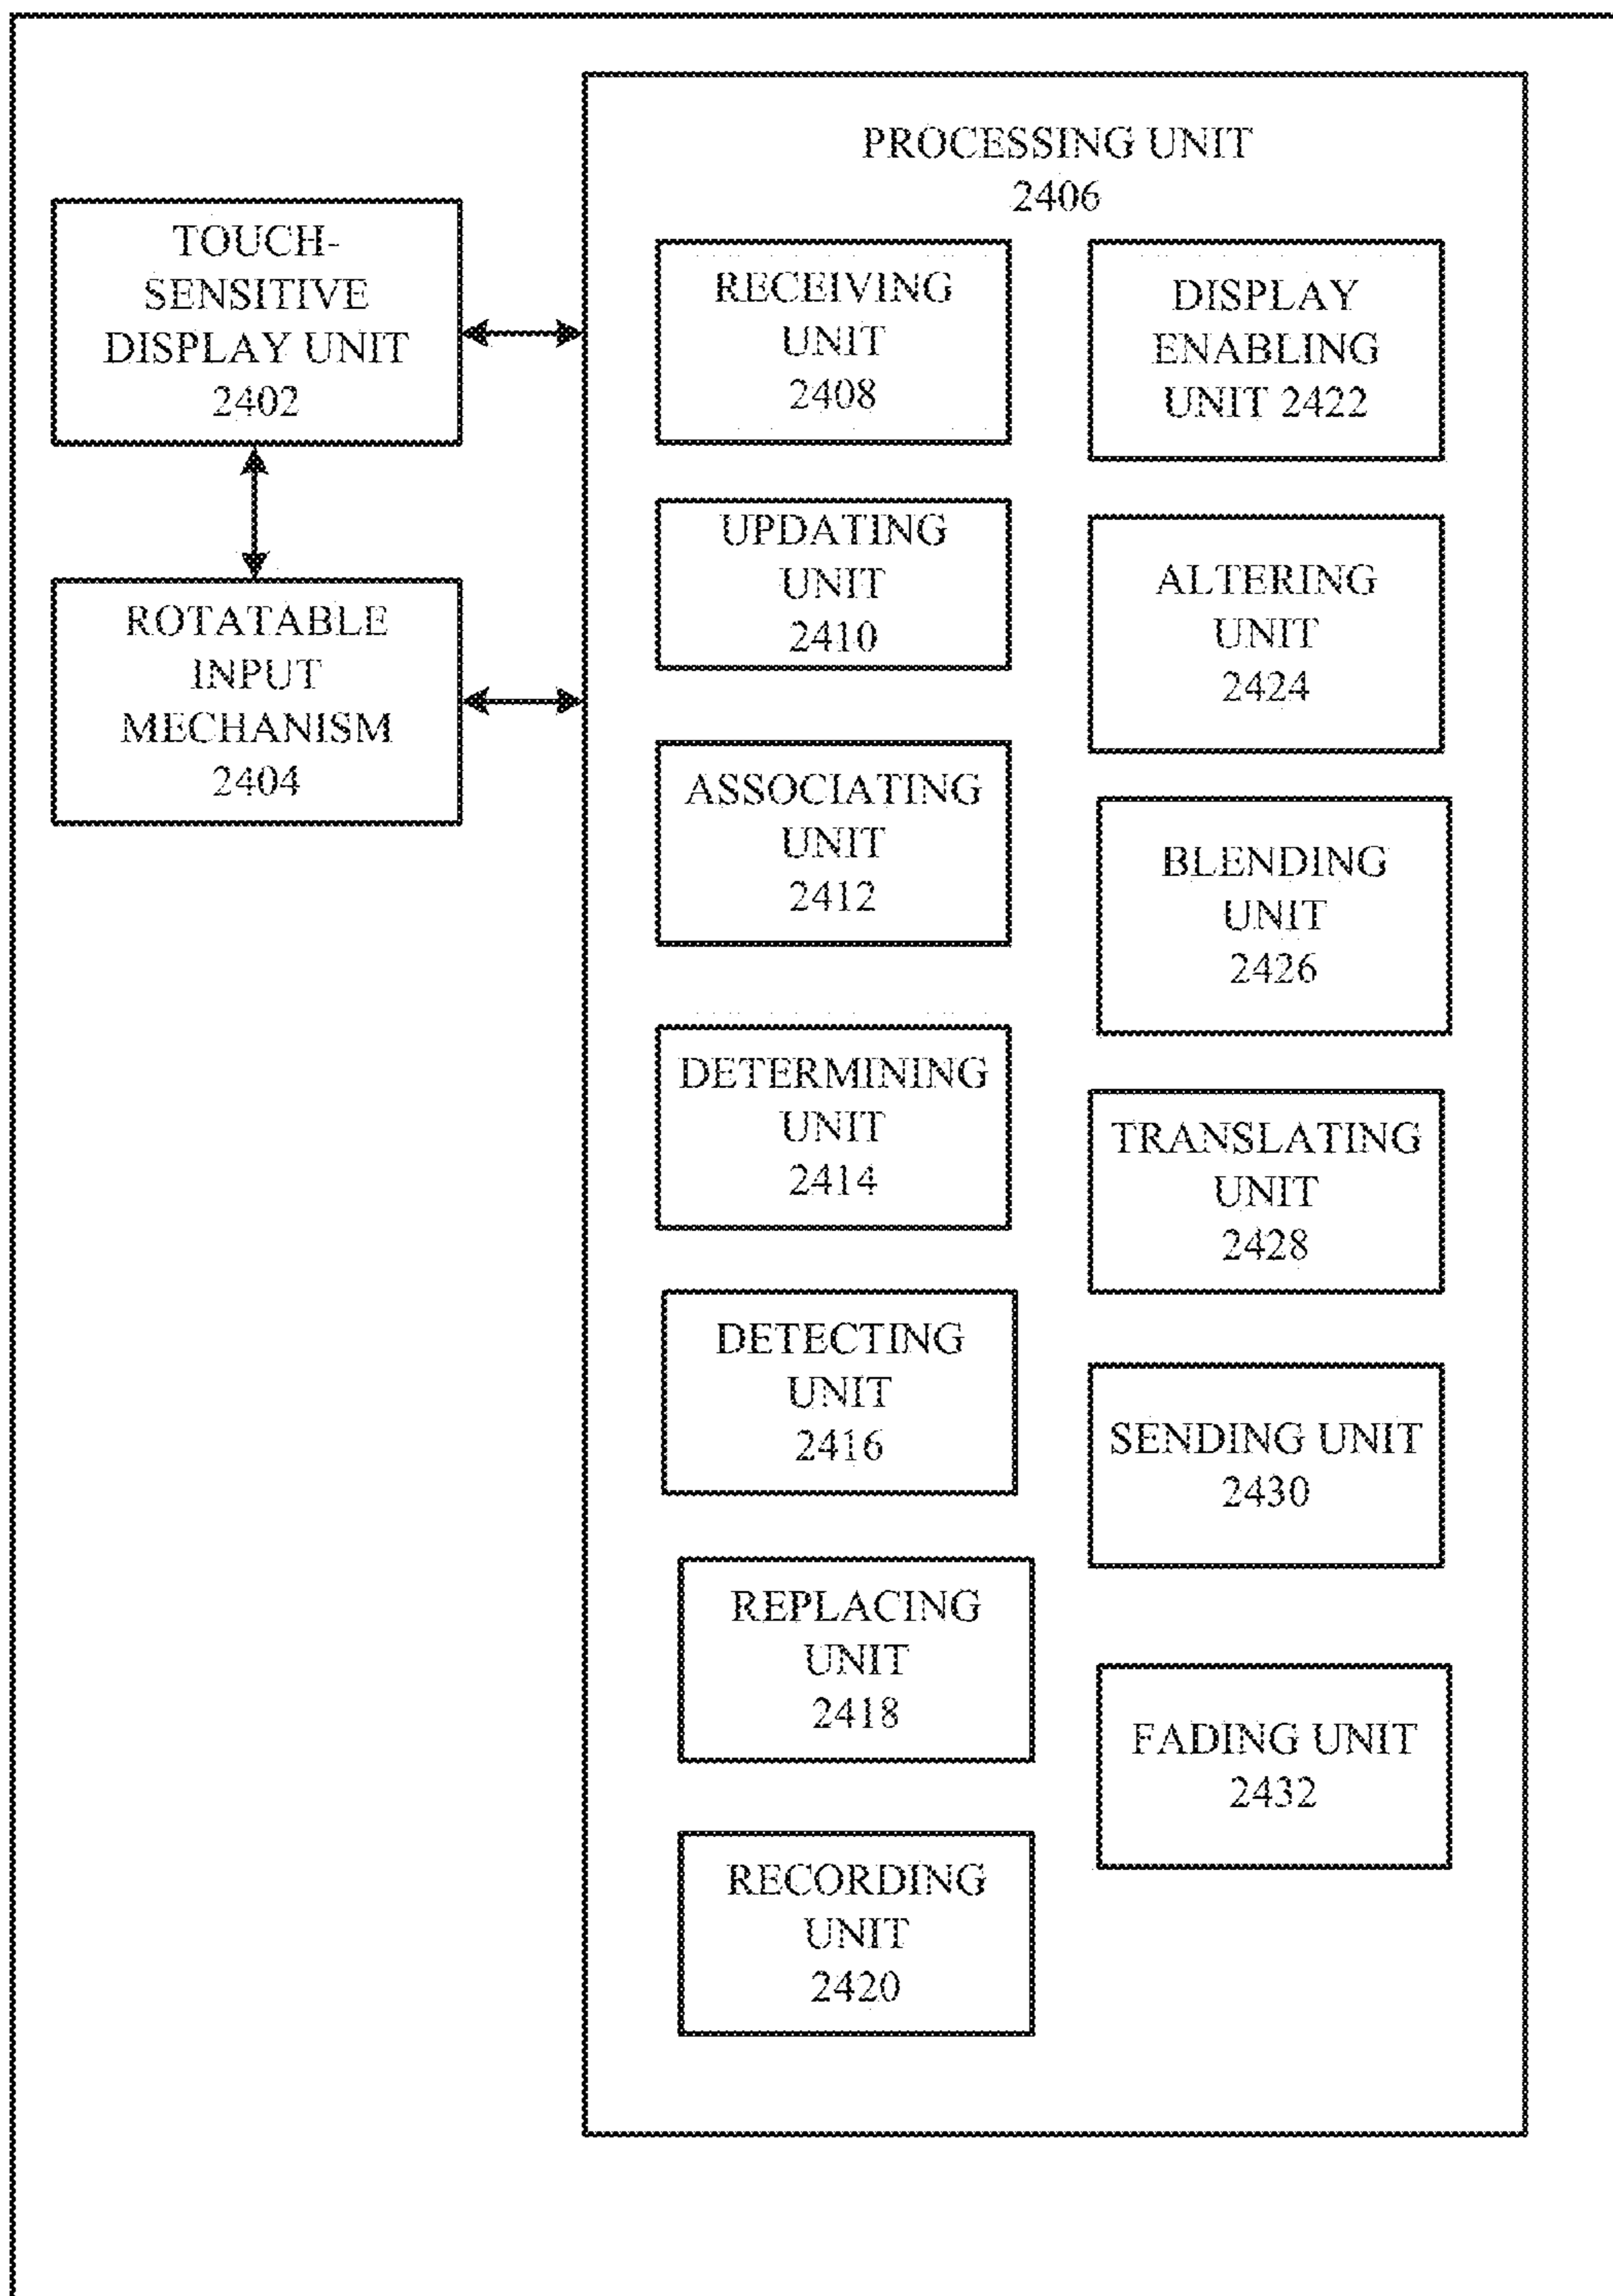 PROCESSING UNIT
2406
TOUCH-
SENSITIVE
DISPLAY UNIT
2402
ROTATABLE
INPUT
MECHANISM
2404
RECEIVING
UNIT
2408
UPDATING
UNIT
2410
ASSOCIATING
UNIT
2412
DETERMINING
UNIT
2414
DETECTING
UNIT
2416
REPLACING
UNIT
2418
RECORDING
UNIT
2420
DISPLAY
ENABLING
UNIT 2422
ALTERING
UNIT
2424
BLENDING
UNIT
2426
TRANSLATING
UNIT
2428
SENDING UNIT
2430
FADING UNIT
2432